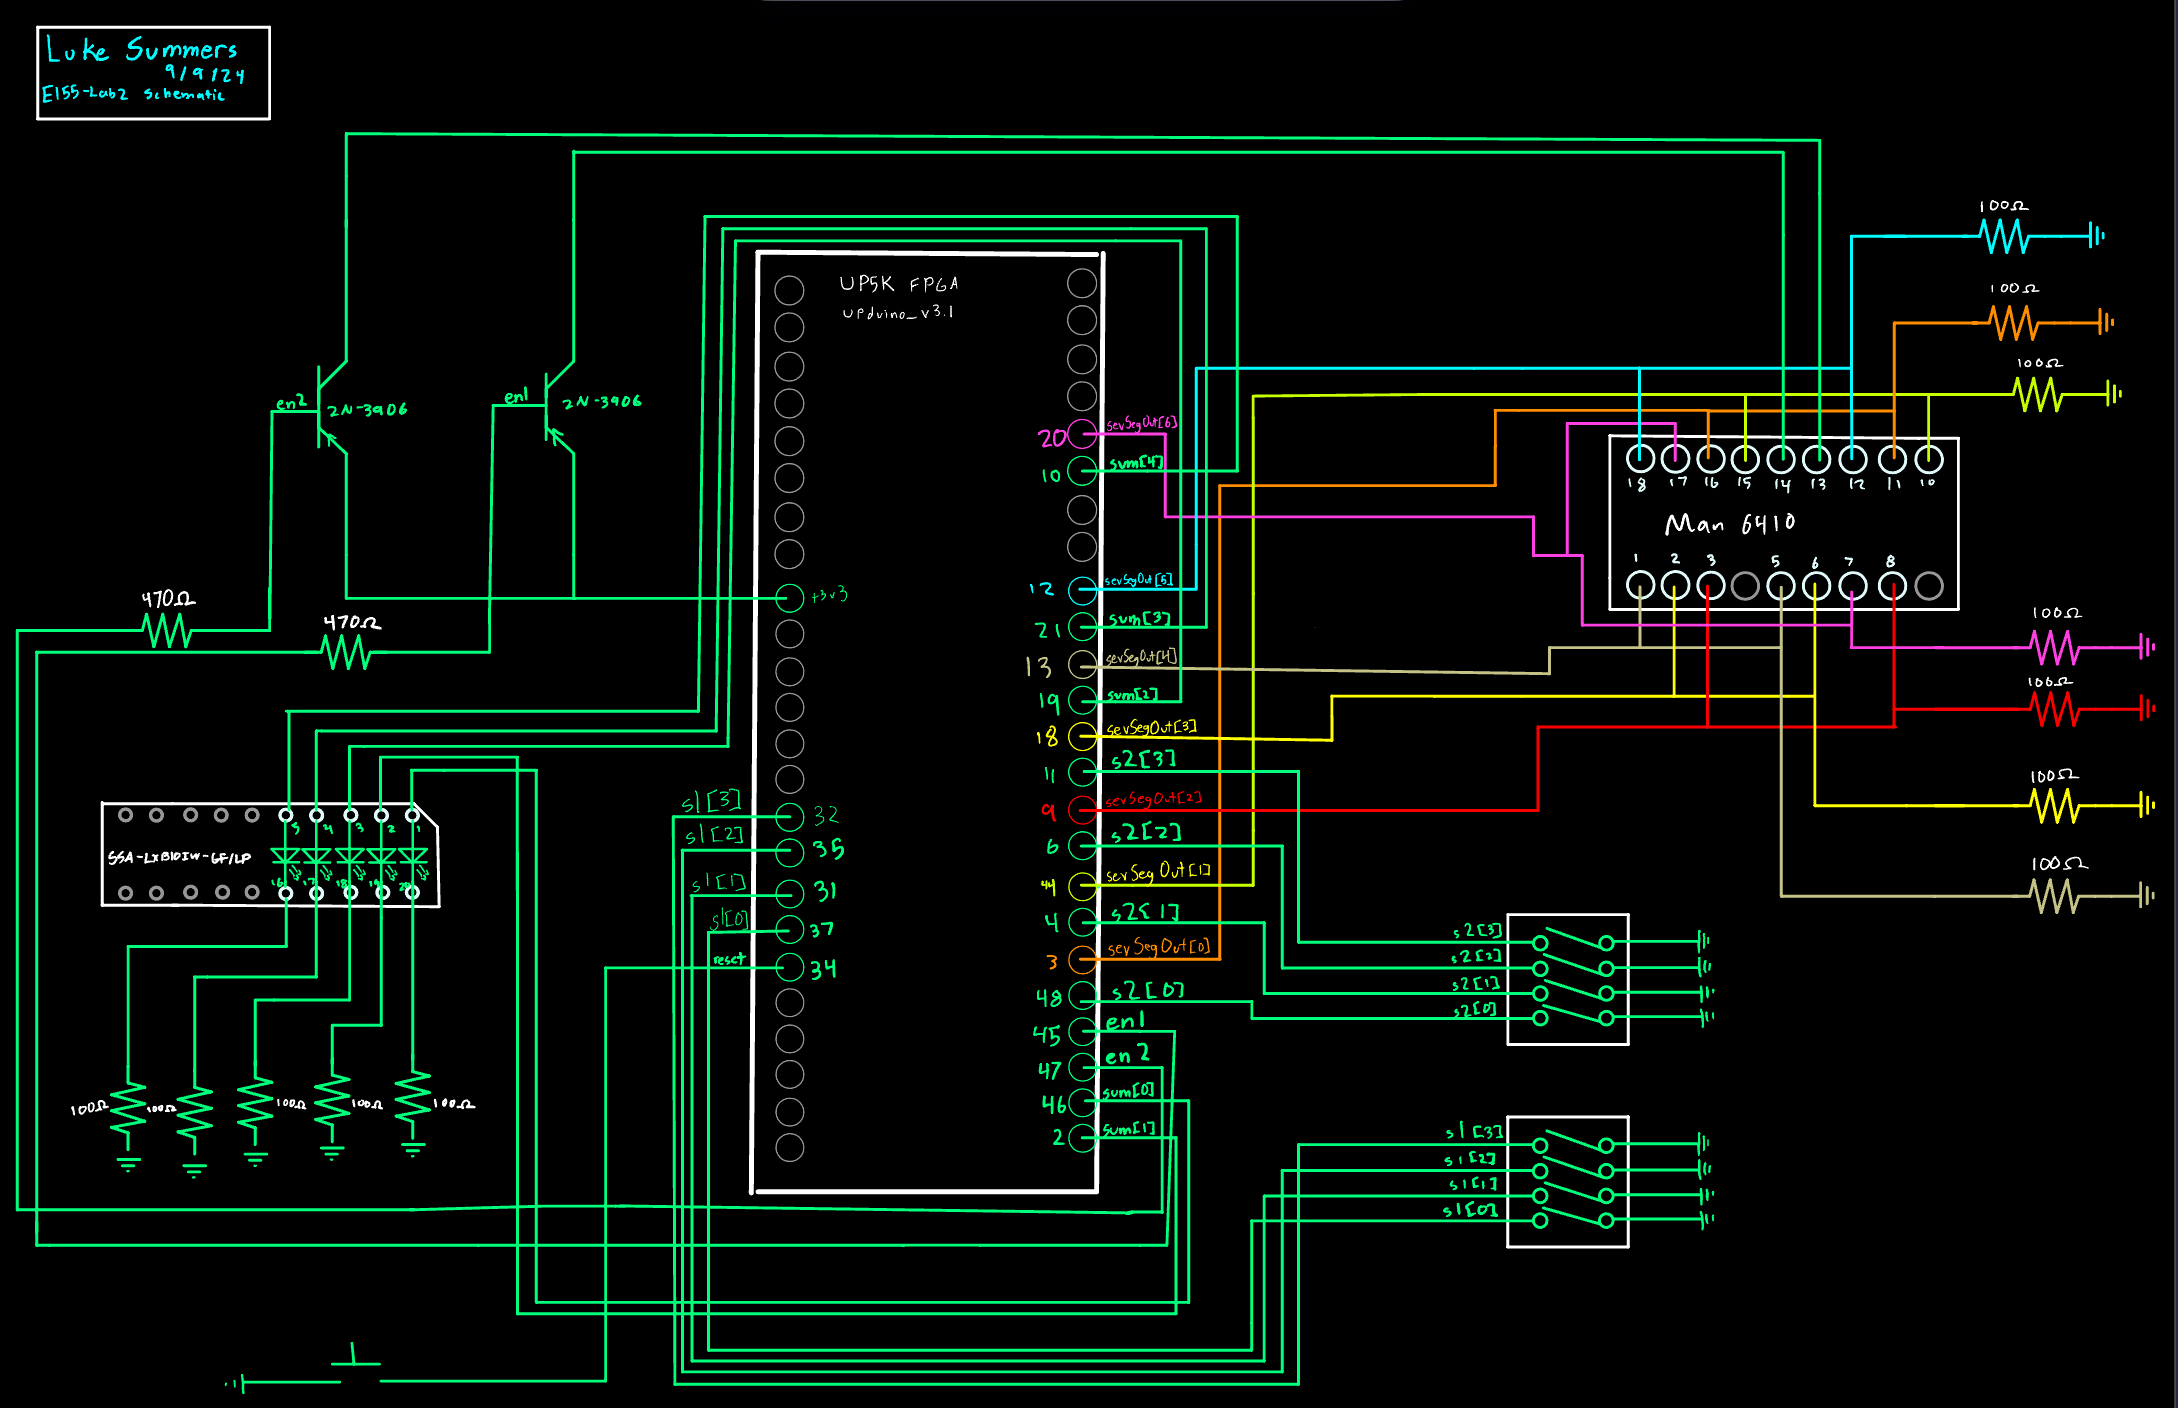 Luke Summers
9/9/24
E155-Lab2 Schematic
UP5K FPGA
UPduino_v3.1
en2
2N-3906
en1
2N-3906
470Ω
470Ω
+3v3
20
sevSegOut[6]
10
sum[4]
12
sevSegOut[5]
21
sum[3]
13
sevSegOut[4]
19
sum[2]
18
sevSegOut[3]
11
s2[3]
9
sevSegOut[2]
6
s2[2]
44
sevSegOut[1]
4
s2[1]
3
sevSegOut[0]
48
s2[0]
45
en1
47
en2
46
sum[0]
2
sum[1]
s1[3]
32
s1[2]
35
s1[1]
31
s1[0]
37
reset
34
5 4 3 2 1
SSA-LXB10IW-GF/LP
16 17 18 19 20
100Ω 100Ω 100Ω 100Ω 100Ω
100Ω
100Ω
100Ω
18 17 16 15 14 13 12 11 10
Man 6410
1 2 3 5 6 7 8
100Ω
100Ω
100Ω
100Ω
s2[3]
s2[2]
s2[1]
s2[0]
s1[3]
s1[2]
s1[1]
s1[0]